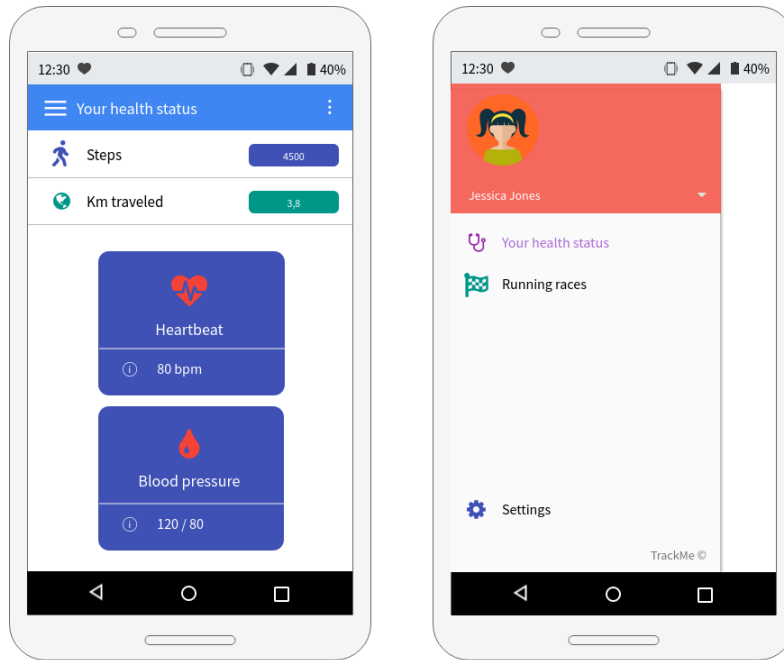 12:30 40%
Your health status
Steps 4500
Km traveled 3,8
Heartbeat
80 bpm
Blood pressure
120 / 80
12:30 40%
Jessica Jones
Your health status
Running races
Settings
TrackMe ©